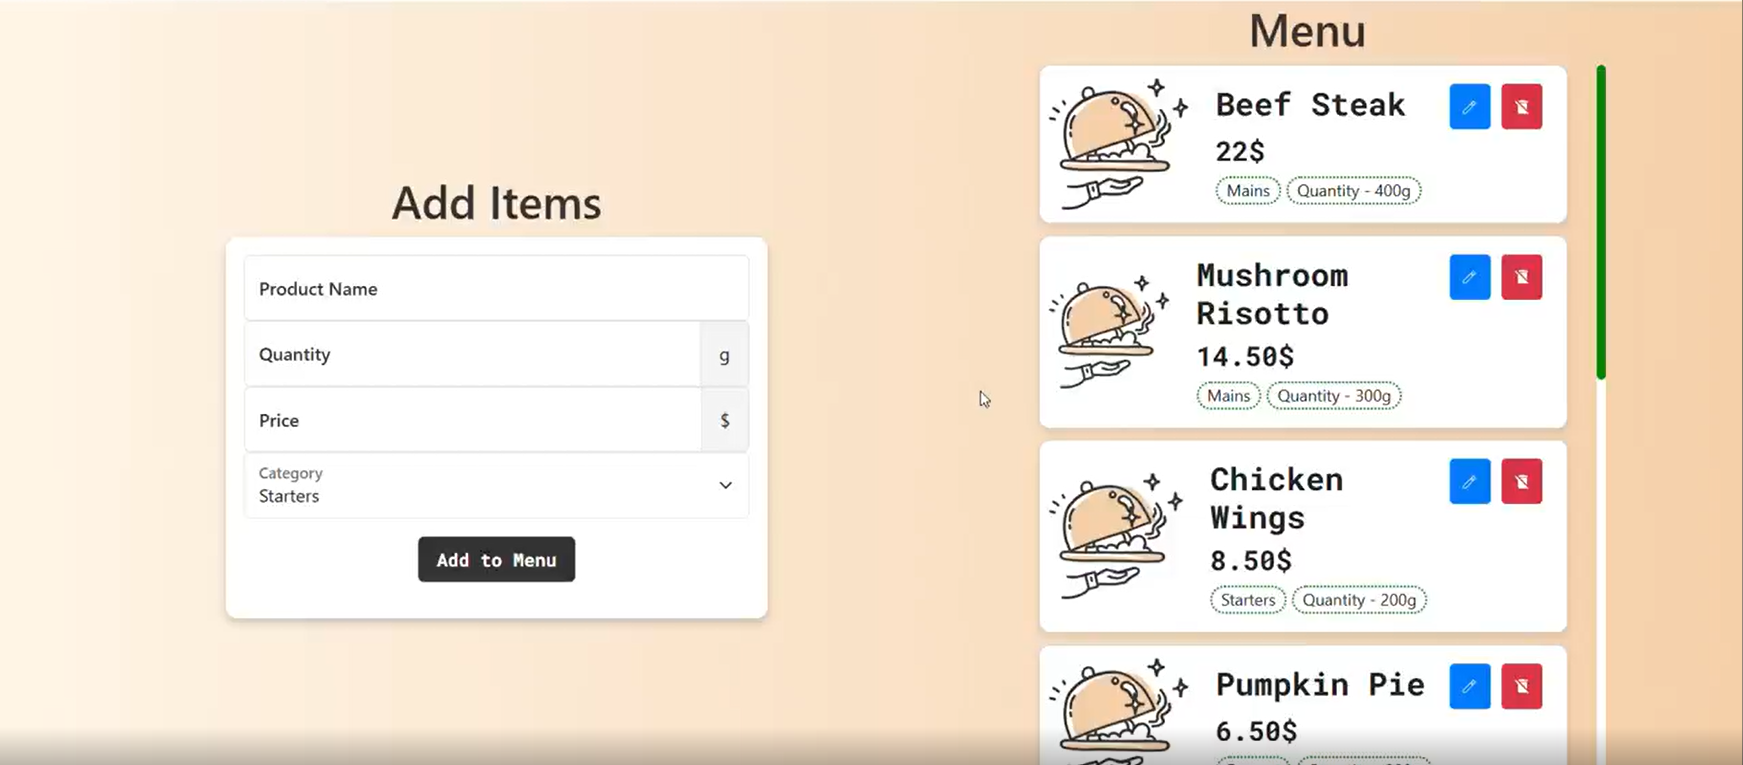 Add Items
Product Name
Quantity
g
Price
$
Category
Starters
Add to Menu
Menu
Beef Steak
22$
Mains
Quantity - 400g
Mushroom
Risotto
14.50$
Mains
Quantity - 300g
Chicken
Wings
8.50$
Starters
Quantity - 200g
Pumpkin Pie
6.50$